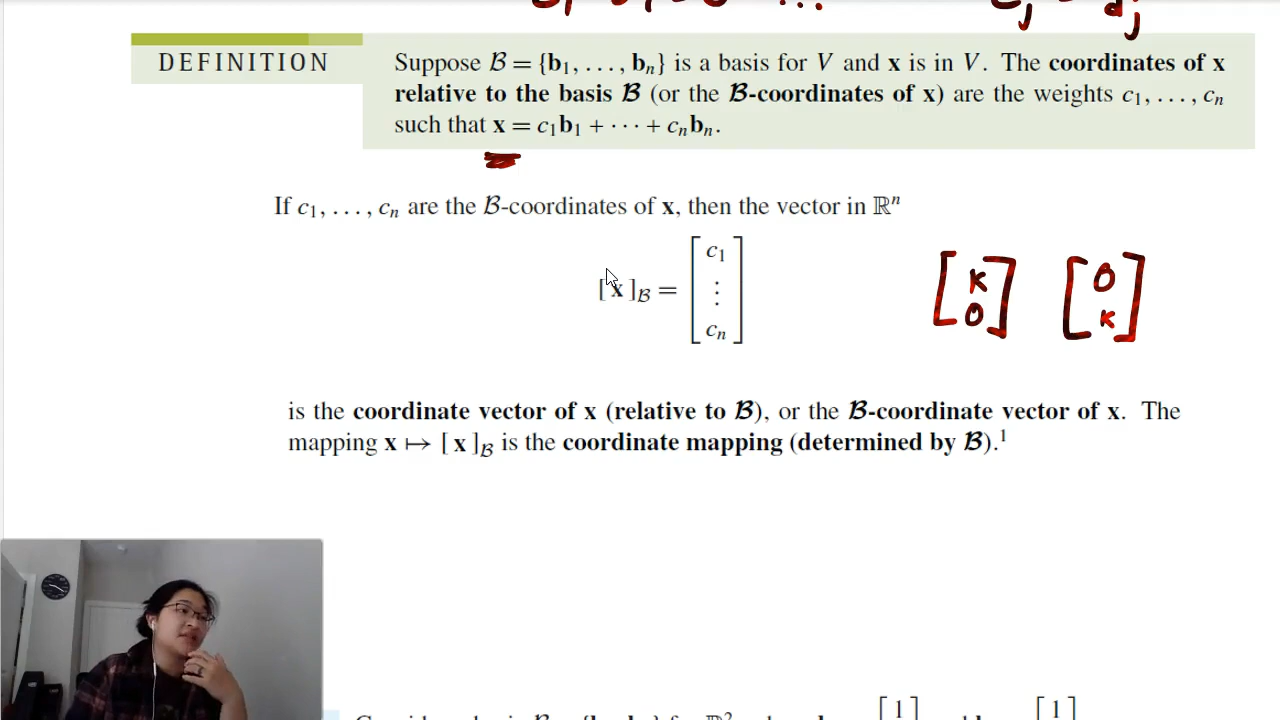 DEFINITION
Suppose ℬ = {b₁, . . . , bₙ} is a basis for V and x is in V. The coordinates of x
relative to the basis ℬ (or the ℬ-coordinates of x) are the weights c₁, . . . , cₙ
such that x = c₁b₁ + · · · + cₙbₙ.
If c₁, . . . , cₙ are the ℬ-coordinates of x, then the vector in ℝⁿ
[x]ℬ = [c₁ ⋮ cₙ]
[K 0] [0 K]
is the coordinate vector of x (relative to ℬ), or the ℬ-coordinate vector of x. The
mapping x ↦ [x]ℬ is the coordinate mapping (determined by ℬ).¹